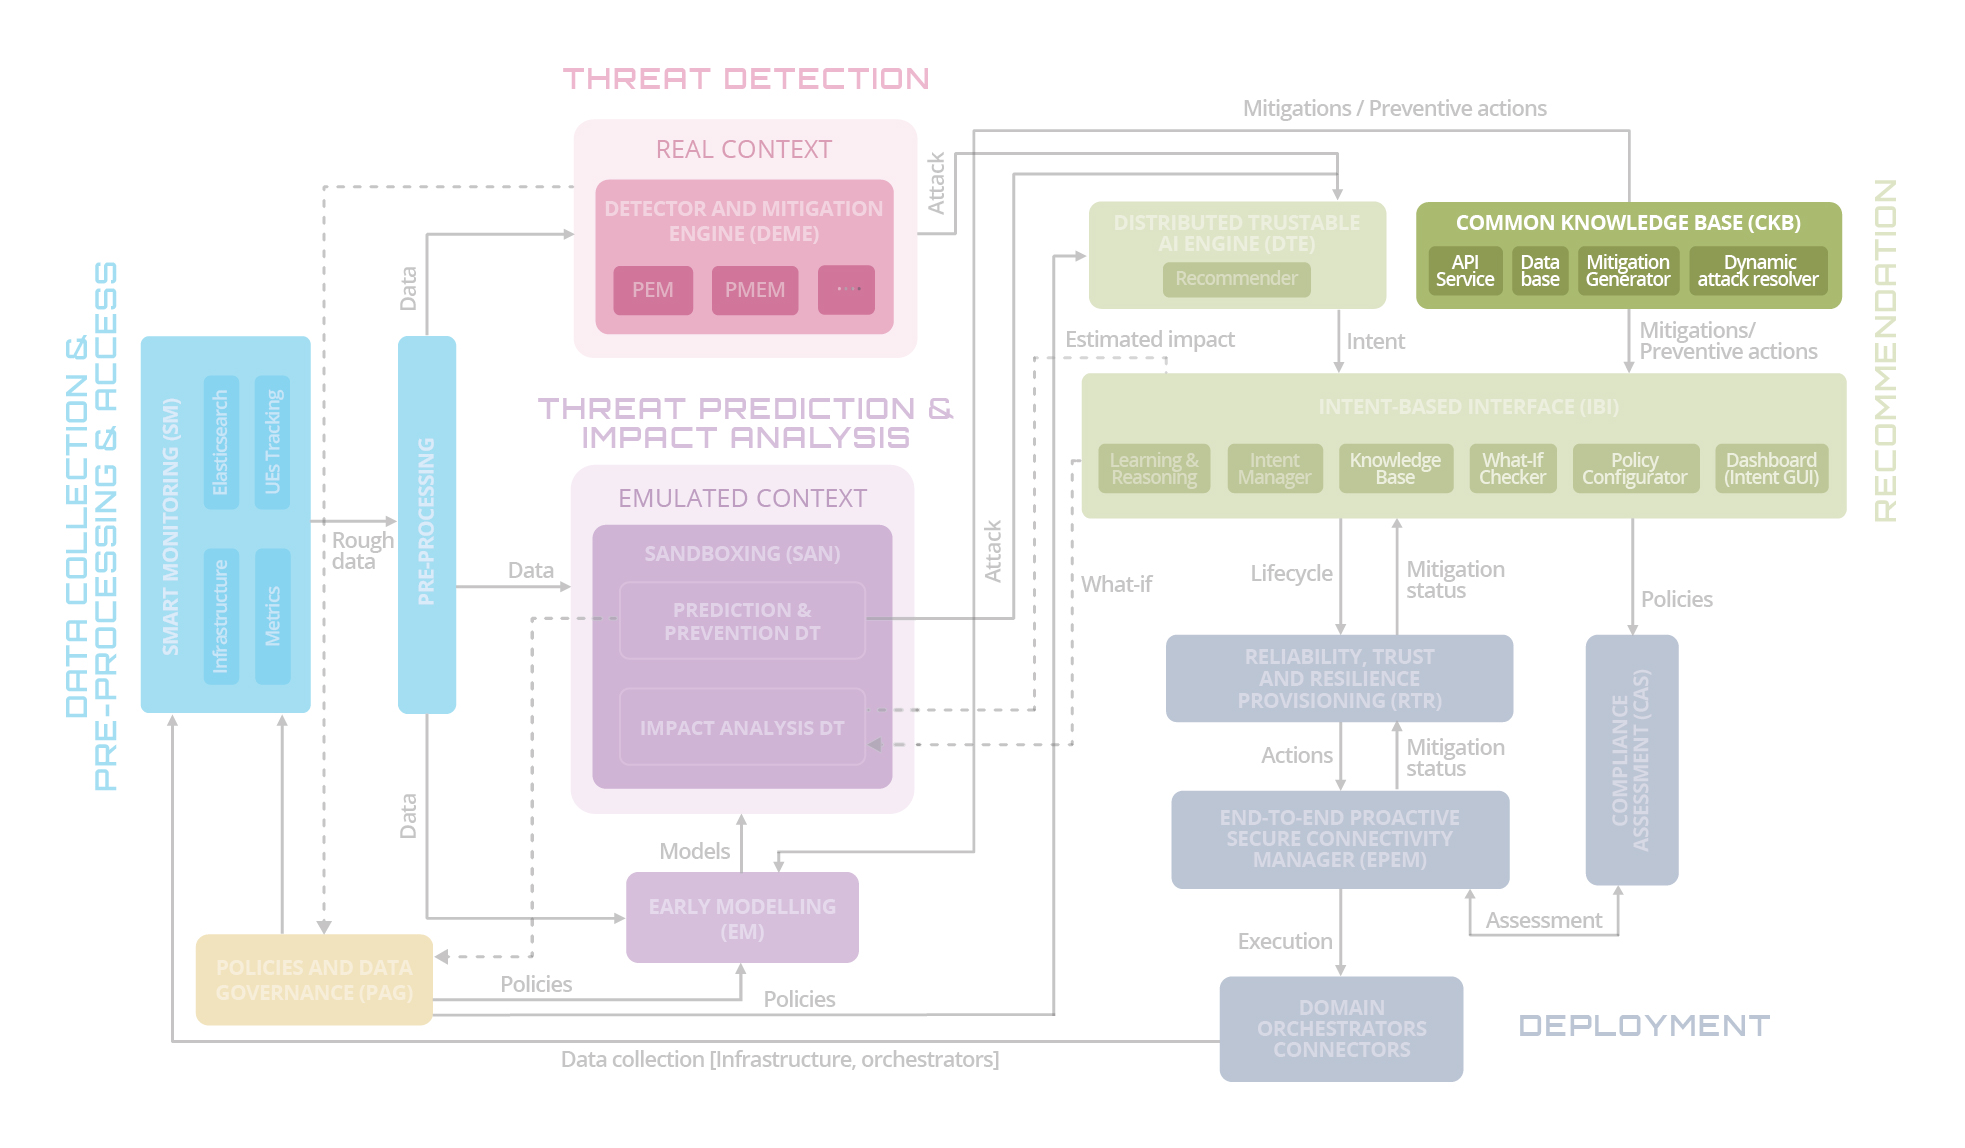 THREAT DETECTION
REAL CONTEXT
DETECTOR AND MITIGATION
ENGINE (DEME)
PEM
PMEM
....
Attack
Mitigations / Preventive actions
DISTRIBUTED TRUSTABLE
AI ENGINE (DTE)
Recommender
COMMON KNOWLEDGE BASE (CKB)
API
Service
Data
base
Mitigation
Generator
Dynamic
attack resolver
RECOMMENDATION
Estimated impact
Intent
Mitigations/
Preventive actions
INTENT-BASED INTERFACE (IBI)
Learning &
Reasoning
Intent
Manager
Knowledge
Base
What-If
Checker
Policy
Configurator
Dashboard
(Intent GUI)
DATA COLLECTION &
PRE-PROCESSING & ACCESS
SMART MONITORING (SM)
Elasticsearch
UEs Tracking
Infrastructure
Metrics
Rough
data
PRE-PROCESSING
Data
Data
Data
THREAT PREDICTION &
IMPACT ANALYSIS
EMULATED CONTEXT
SANDBOXING (SAN)
PREDICTION &
PREVENTION DT
IMPACT ANALYSIS DT
Attack
What-if
Lifecycle
Mitigation
status
Policies
RELIABILITY, TRUST
AND RESILIENCE
PROVISIONING (RTR)
Actions
Mitigation
status
COMPLIANCE
ASSESSMENT (CAS)
END-TO-END PROACTIVE
SECURE CONNECTIVITY
MANAGER (EPEM)
Assessment
Execution
Models
EARLY MODELLING
(EM)
POLICIES AND DATA
GOVERNANCE (PAG)
Policies
Policies
DOMAIN
ORCHESTRATORS
CONNECTORS
DEPLOYMENT
Data collection [Infrastructure, orchestrators]